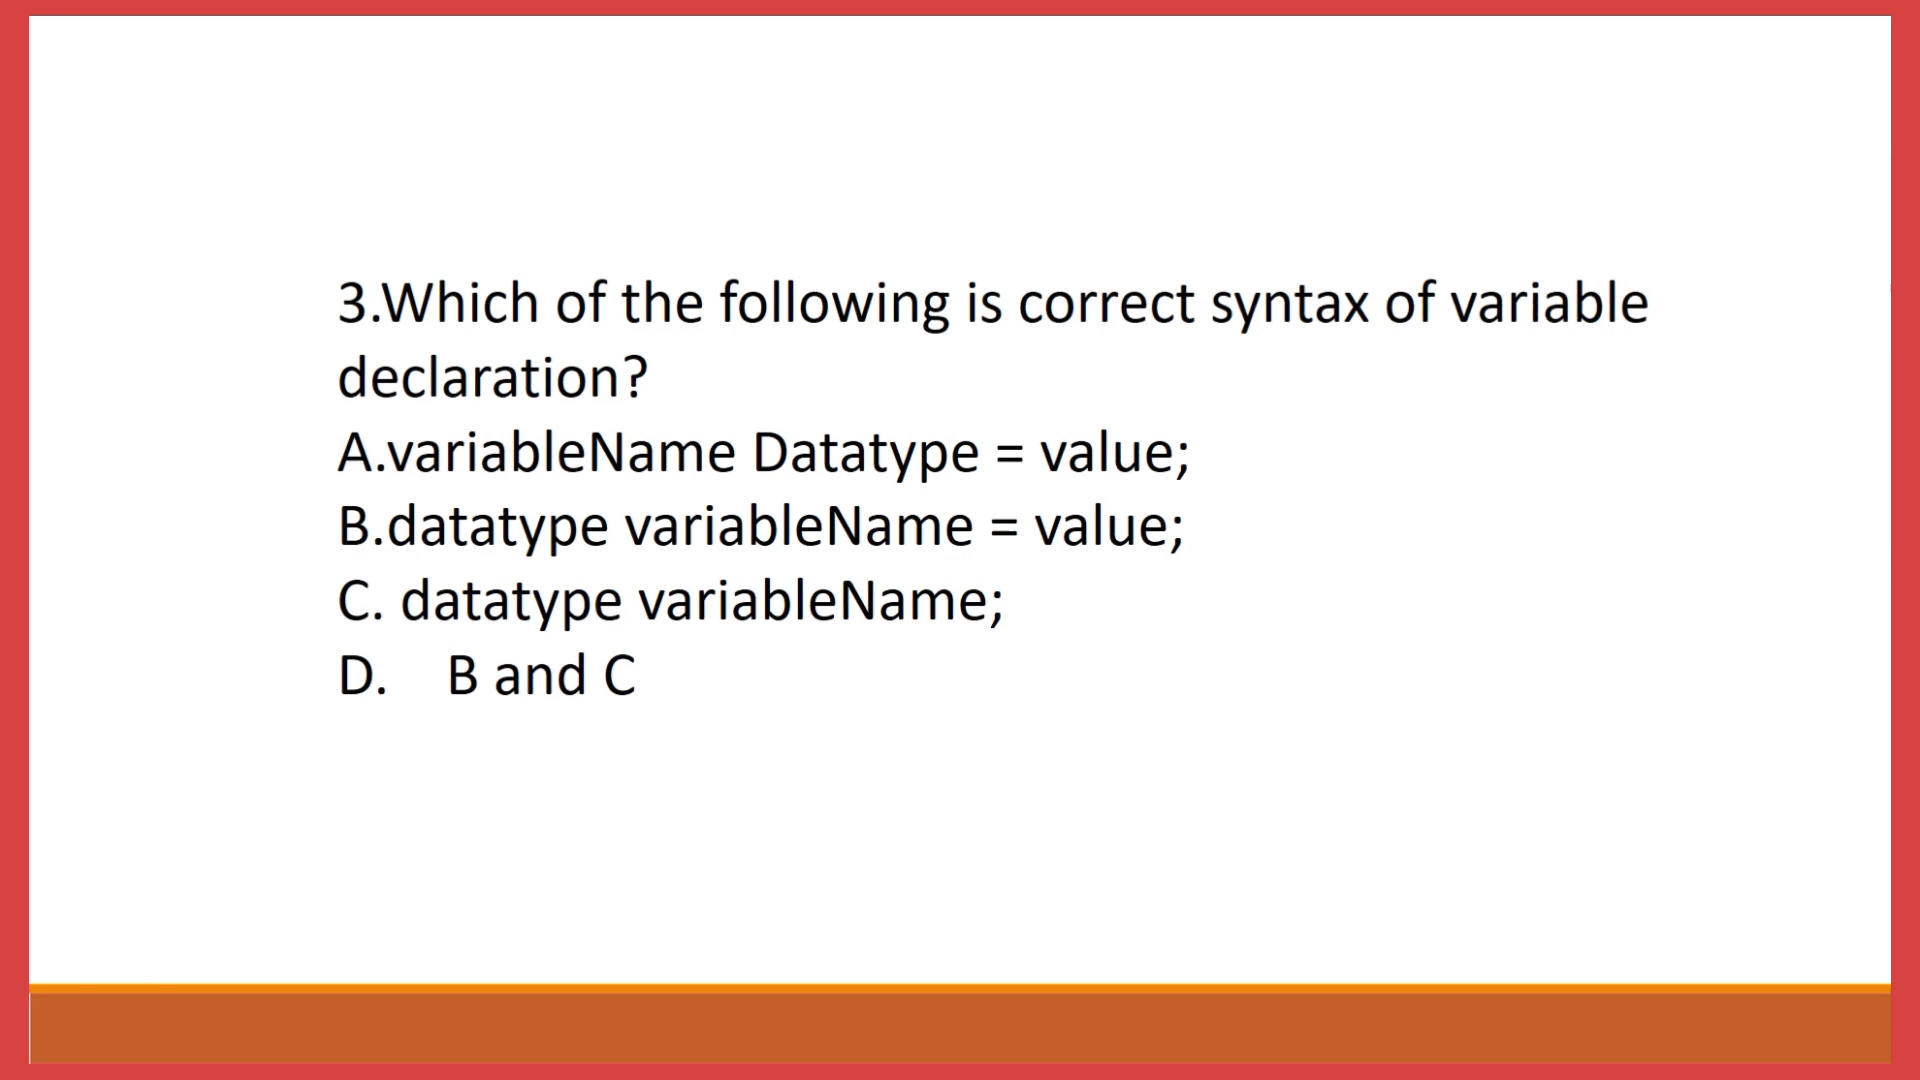 3.Which of the following is correct syntax of variable
declaration?
A.variableName Datatype = value;
B.datatype variableName = value;
C. datatype variableName;
D. B and C